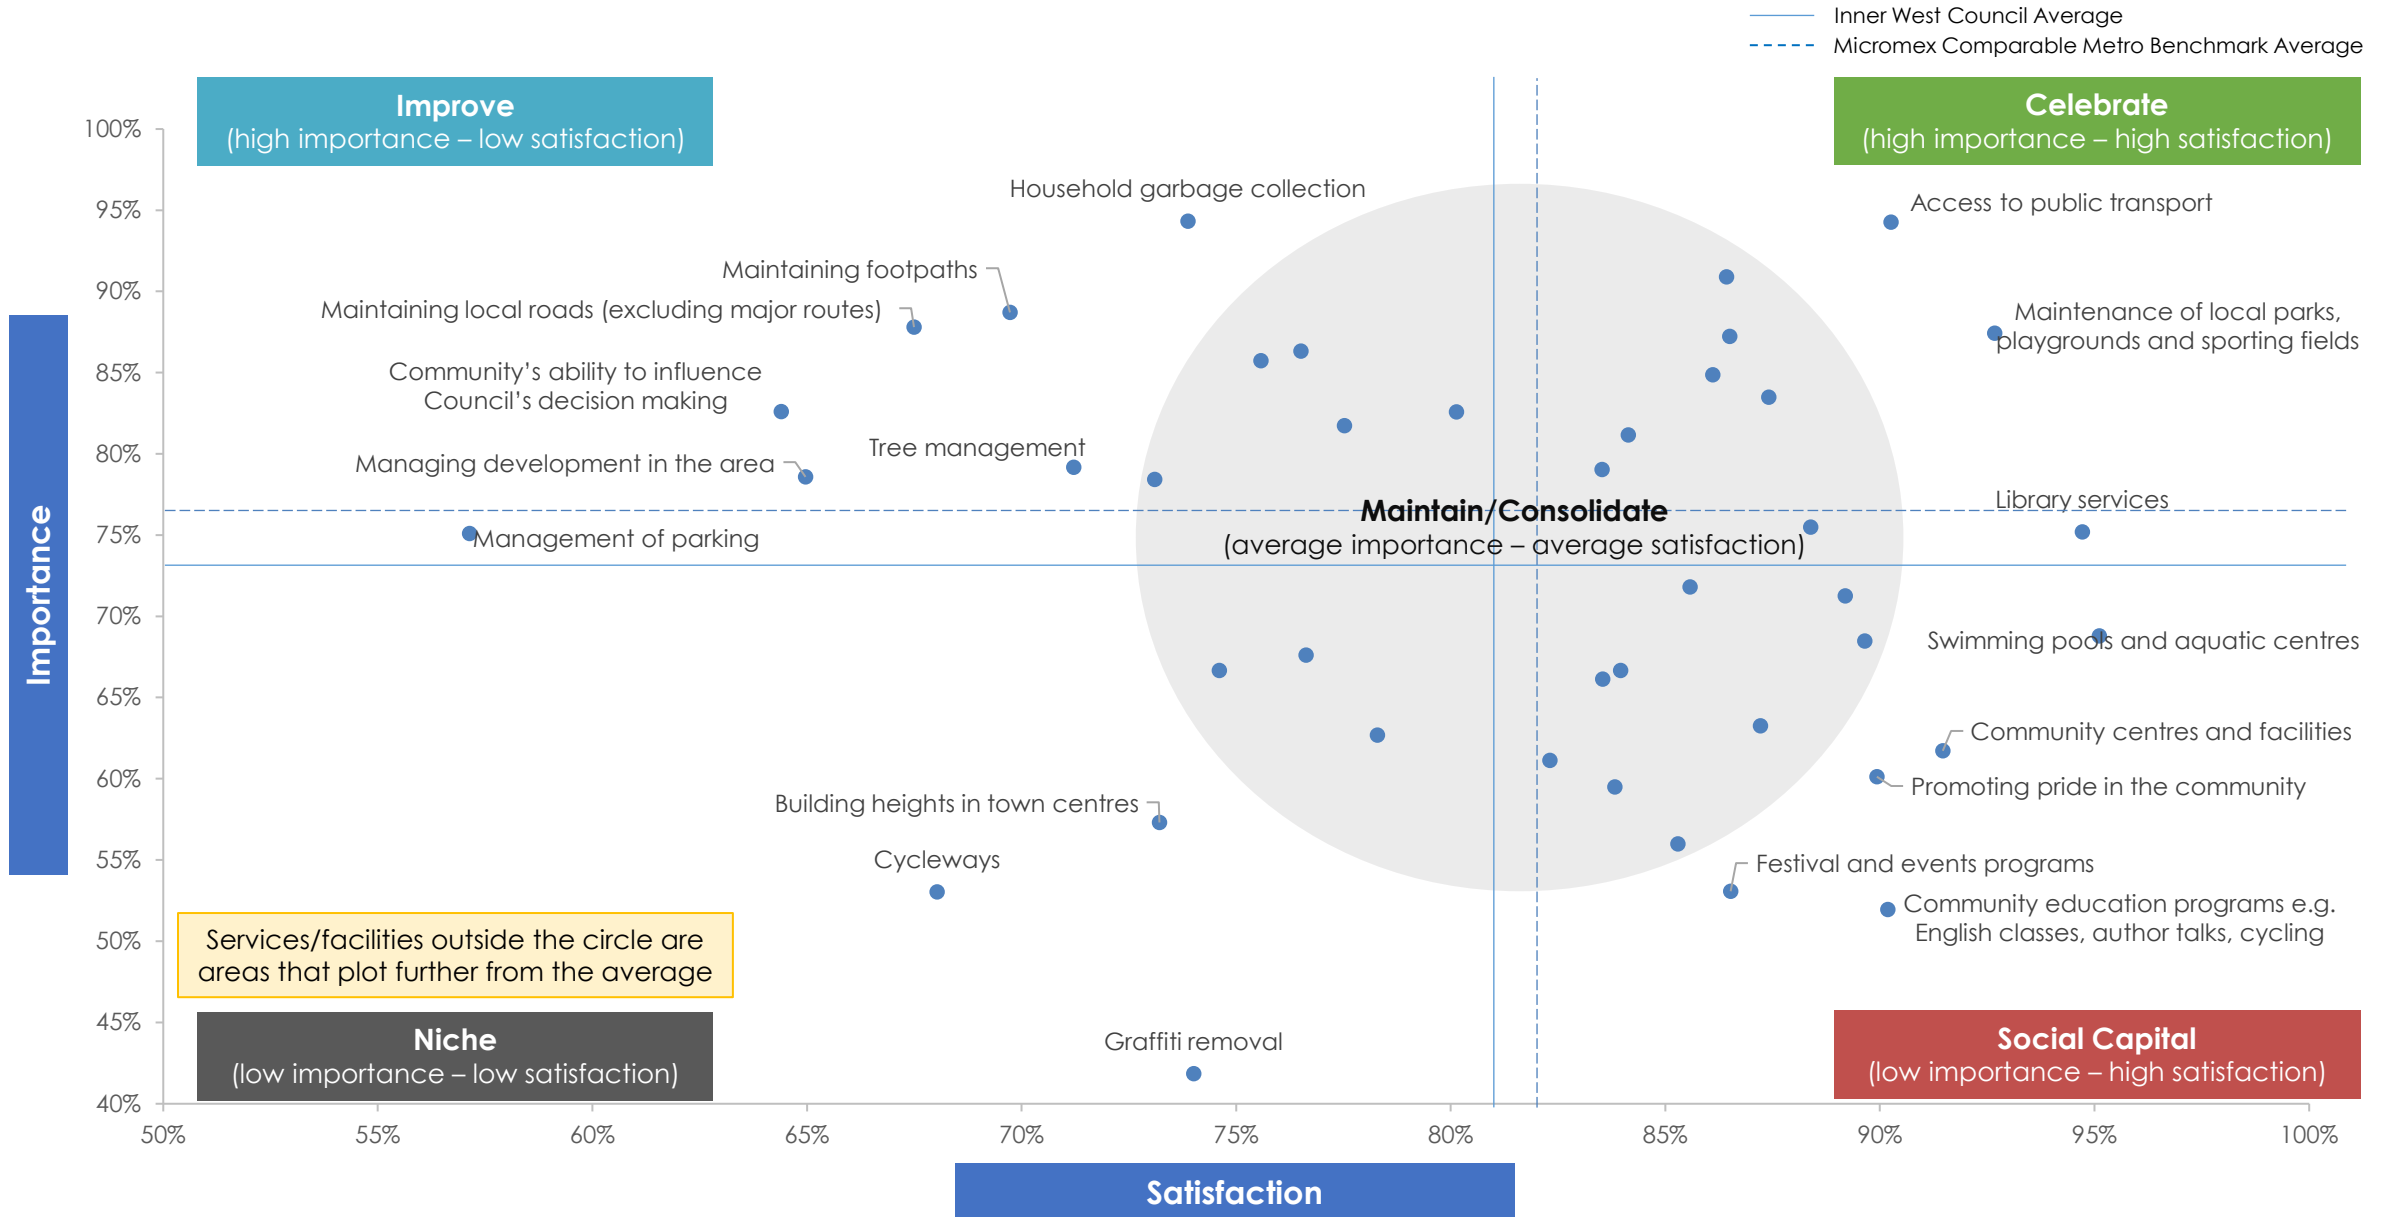 Inner West Council Average
Micromex Comparable Metro Benchmark Average
Improve
(high importance – low satisfaction)
Celebrate
(high importance – high satisfaction)
100%
95%
90%
85%
80%
75%
70%
65%
60%
55%
50%
45%
40%
Importance
Household garbage collection
Access to public transport
Maintaining footpaths
Maintaining local roads (excluding major routes)
Maintenance of local parks,
playgrounds and sporting fields
Community’s ability to influence
Council’s decision making
Tree management
Managing development in the area
Library services
Maintain/Consolidate
(average importance – average satisfaction)
Management of parking
Swimming pools and aquatic centres
Community centres and facilities
Promoting pride in the community
Building heights in town centres
Cycleways
Festival and events programs
Community education programs e.g.
English classes, author talks, cycling
Services/facilities outside the circle are
areas that plot further from the average
Niche
(low importance – low satisfaction)
Graffiti removal
Social Capital
(low importance – high satisfaction)
50%
55%
60%
65%
70%
75%
80%
85%
90%
95%
100%
Satisfaction